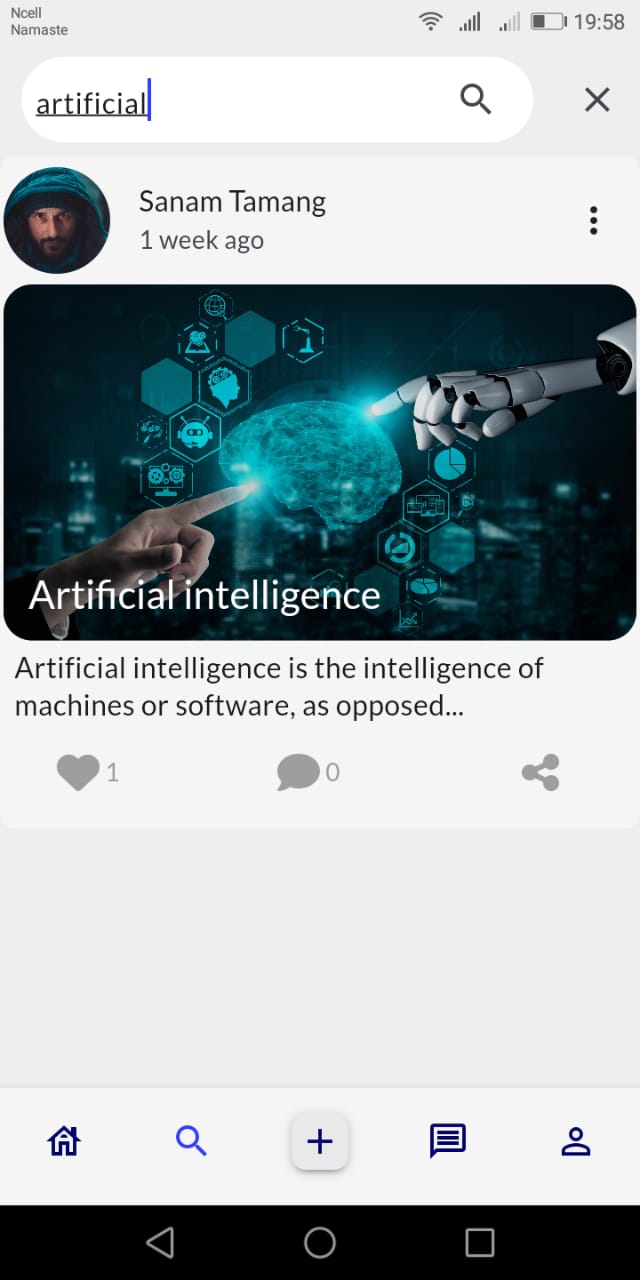 Ncell
Namaste
19:58
artificial
Sanam Tamang
1 week ago
Artificial intelligence
Artificial intelligence is the intelligence of
machines or software, as opposed...
1
0